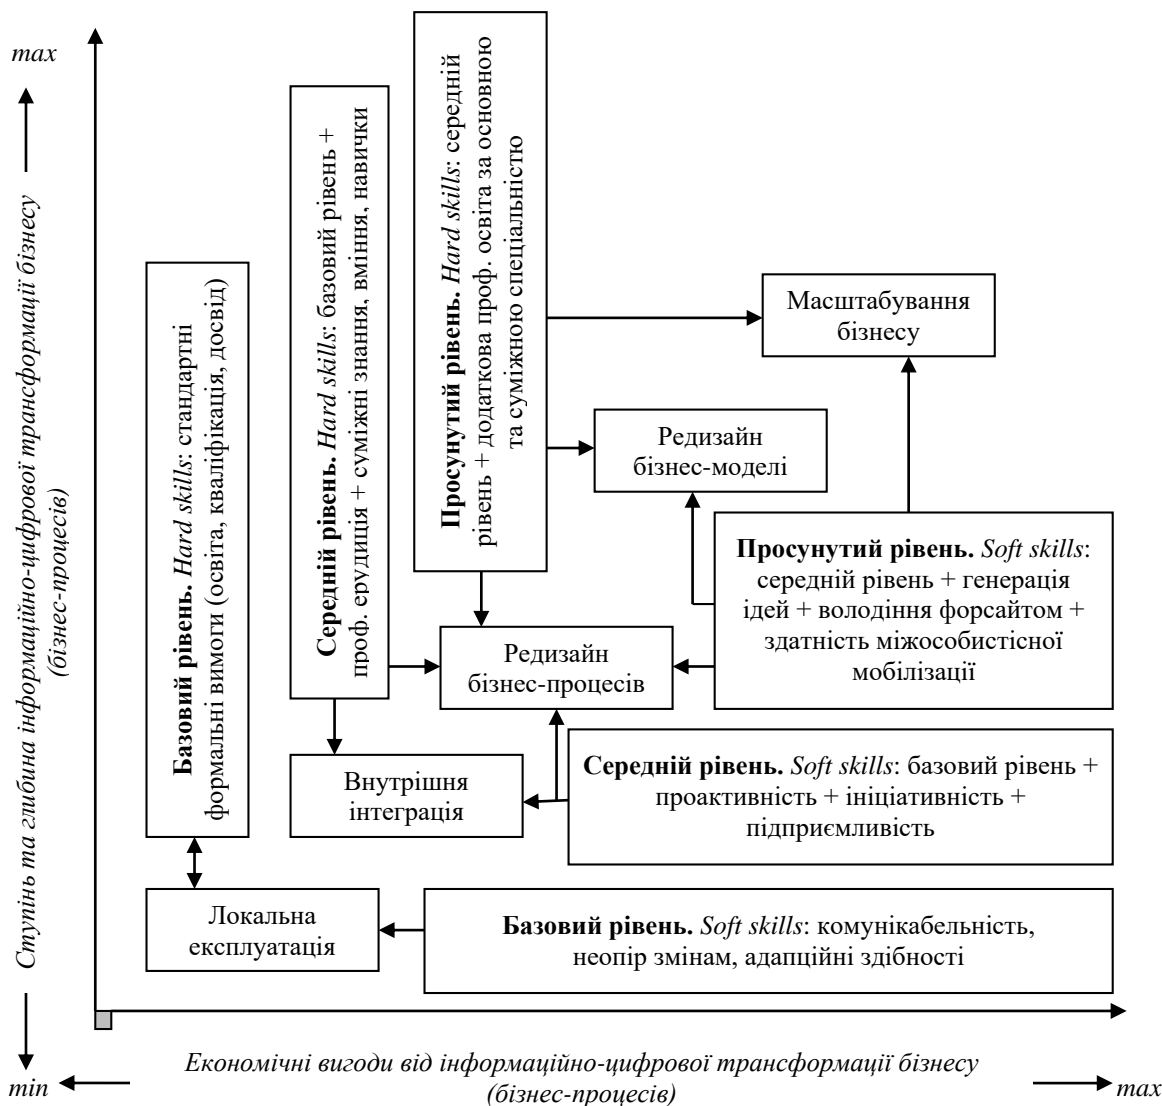 max
Ступінь та глибина інформаційно-цифрової трансформації бізнесу
(бізнес-процесів)
Базовий рівень. Hard skills: стандартні
формальні вимоги (освіта, кваліфікація, досвід)
Середній рівень. Hard skills: базовий рівень +
проф. ерудиція + суміжні знання, вміння, навички
Просунутий рівень. Hard skills: середній
рівень + додаткова проф. освіта за основною
та суміжною спеціальністю
Масштабування
бізнесу
Редизайн
бізнес-моделі
Просунутий рівень. Soft skills:
середній рівень + генерація
ідей + володіння форсайтом +
здатність міжособистісної
мобілізації
Редизайн
бізнес-процесів
Середній рівень. Soft skills: базовий рівень +
проактивність + ініціативність +
підприємливість
Внутрішня
інтеграція
Локальна
експлуатація
Базовий рівень. Soft skills: комунікабельність,
неопір змінам, адапційні здібності
min
Економічні вигоди від інформаційно-цифрової трансформації бізнесу
(бізнес-процесів)
max